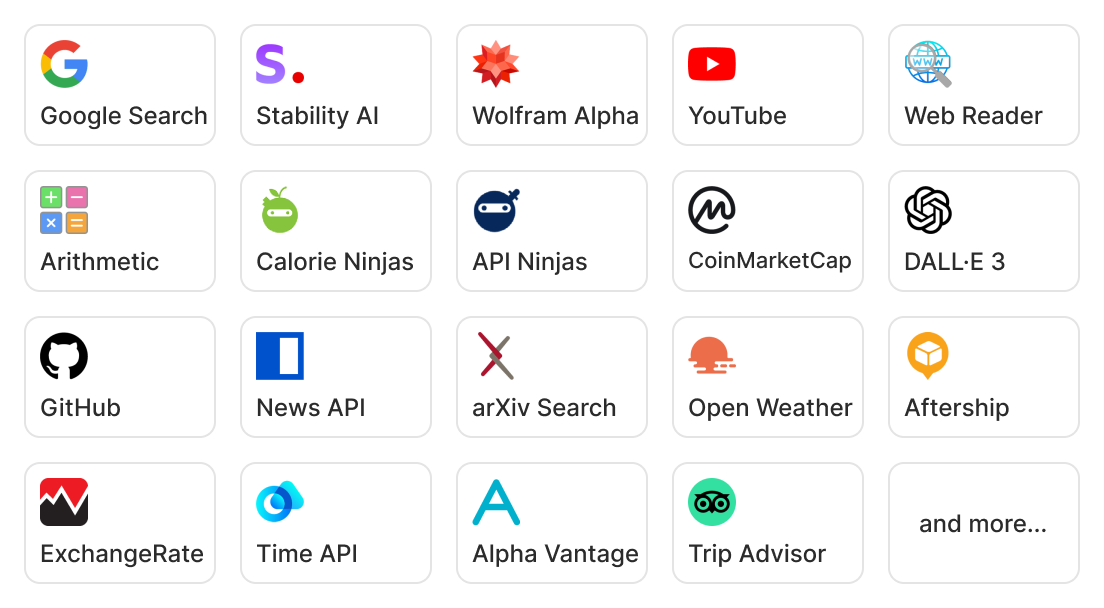 Google Search
Stability AI
Wolfram Alpha
YouTube
WWW
Web Reader
Arithmetic
Calorie Ninjas
API Ninjas
CoinMarketCap
DALL·E 3
GitHub
News API
arXiv Search
Open Weather
Aftership
ExchangeRate
Time API
Alpha Vantage
Trip Advisor
and more...